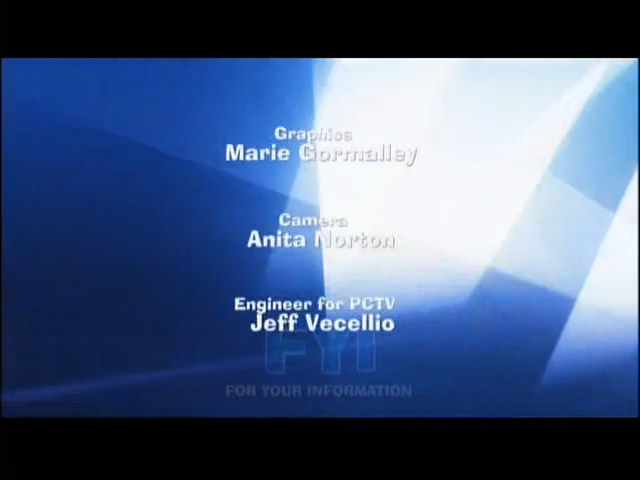 Graphics
Marie Gormalley
Camera
Anita Norton
Engineer for PCTV
Jeff Vecellio
FYI
FOR YOUR INFORMATION